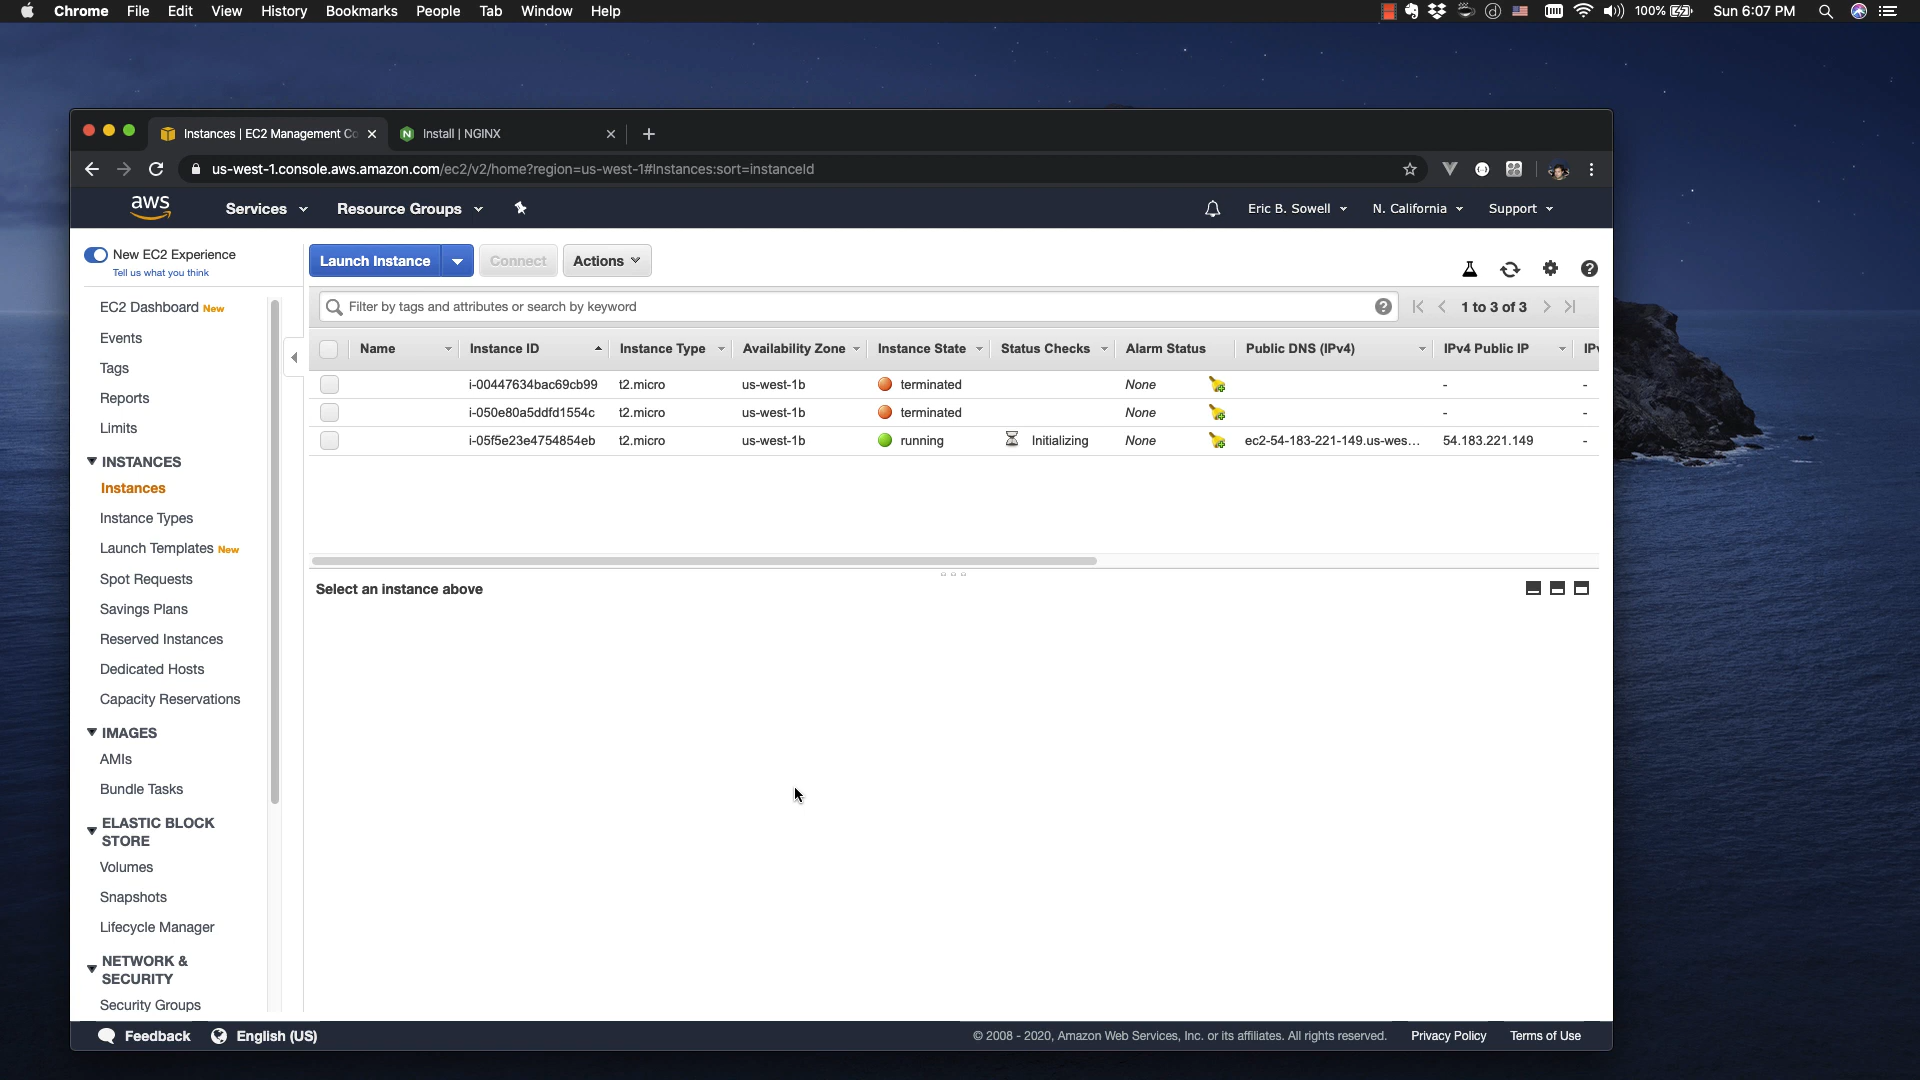 Chrome File Edit View History Bookmarks People Tab Window Help
100% Sun 6:07 PM
Instances | EC2 Management Co
Install | NGINX
us-west-1.console.aws.amazon.com/ec2/v2/home?region=us-west-1#Instances:sort=instanceId
aws Services Resource Groups
Eric B. Sowell N. California Support
New EC2 Experience
Tell us what you think
EC2 Dashboard New
Events
Tags
Reports
Limits
INSTANCES
Instances
Instance Types
Launch Templates New
Spot Requests
Savings Plans
Reserved Instances
Dedicated Hosts
Capacity Reservations
IMAGES
AMIs
Bundle Tasks
ELASTIC BLOCK
STORE
Volumes
Snapshots
Lifecycle Manager
NETWORK &
SECURITY
Security Groups
Launch Instance Connect Actions
Filter by tags and attributes or search by keyword
1 to 3 of 3
Name Instance ID Instance Type Availability Zone Instance State Status Checks Alarm Status Public DNS (IPv4) IPv4 Public IP IPv
i-00447634bac69cb99 t2.micro us-west-1b terminated None - -
i-050e80a5ddfd1554c t2.micro us-west-1b terminated None - -
i-05f5e23e4754854eb t2.micro us-west-1b running Initializing None ec2-54-183-221-149.us-wes... 54.183.221.149 -
Select an instance above
Feedback English (US)
© 2008 - 2020, Amazon Web Services, Inc. or its affiliates. All rights reserved. Privacy Policy Terms of Use